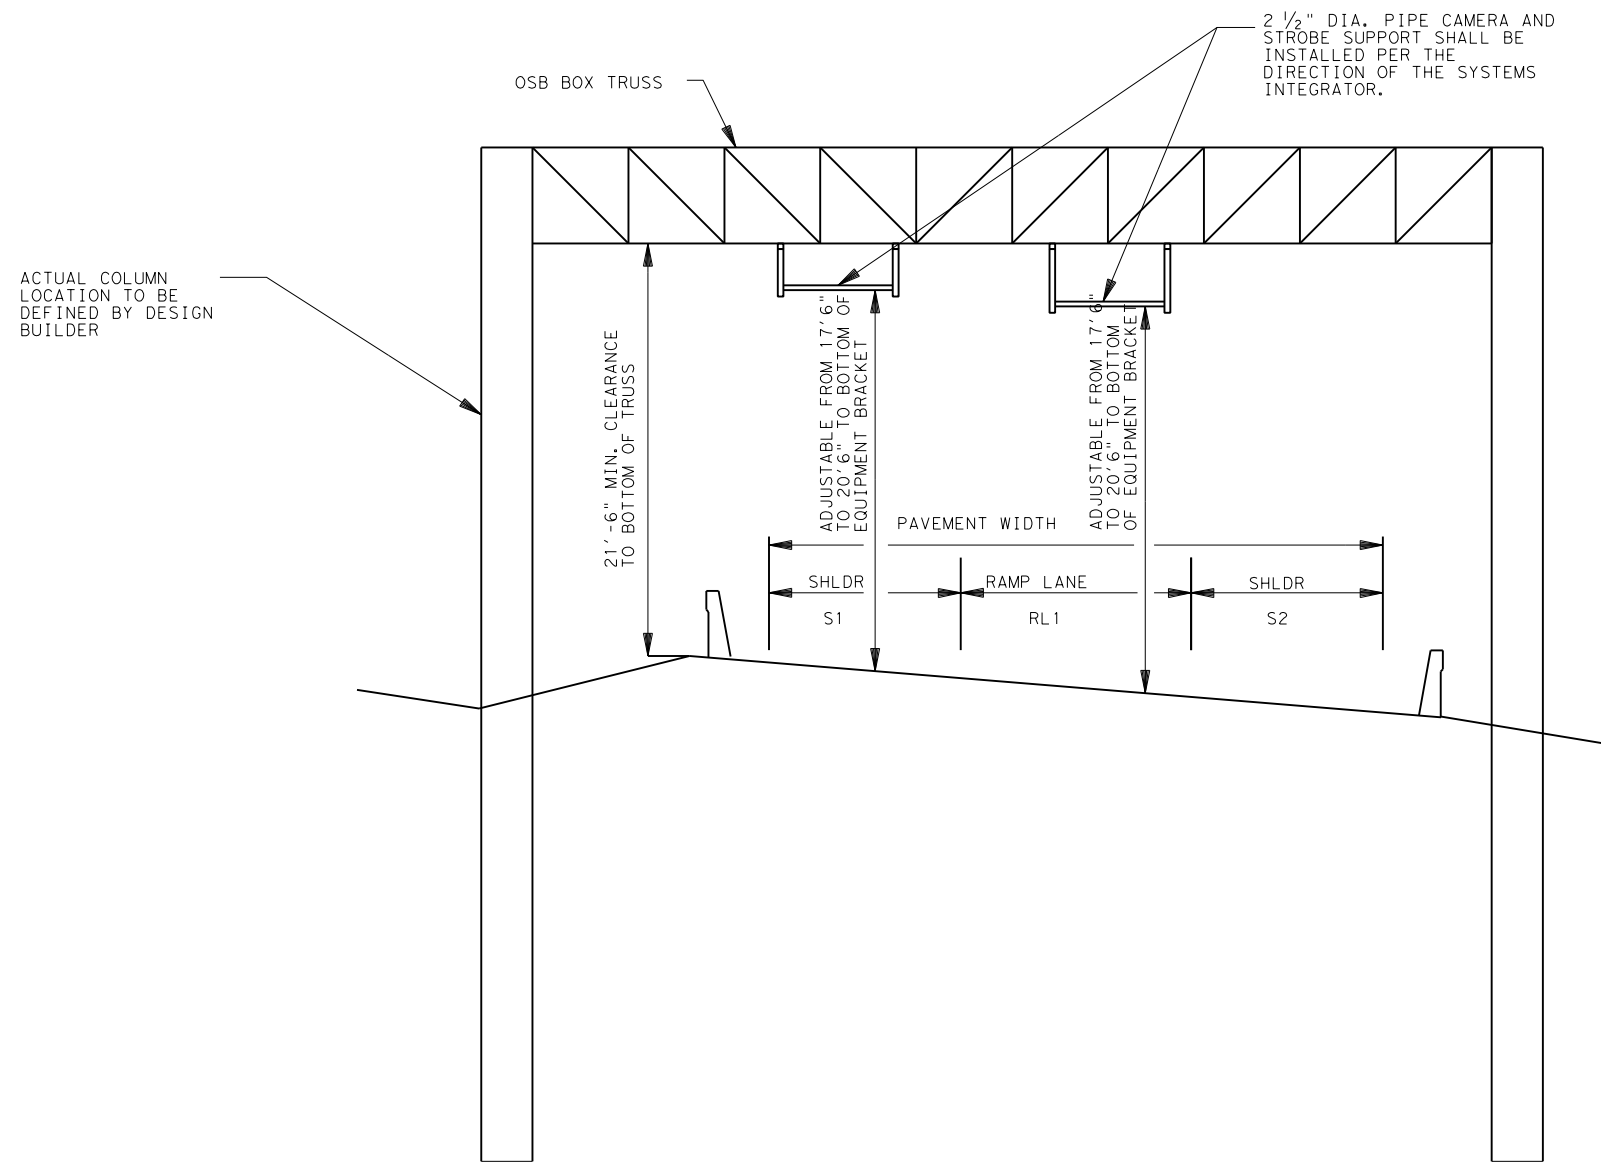 2 ½" DIA. PIPE CAMERA AND
STROBE SUPPORT SHALL BE
INSTALLED PER THE
DIRECTION OF THE SYSTEMS
INTEGRATOR.
OSB BOX TRUSS
ACTUAL COLUMN
LOCATION TO BE
DEFINED BY DESIGN
BUILDER
21'-6" MIN. CLEARANCE
TO BOTTOM OF TRUSS
ADJUSTABLE FROM 17'6"
TO 20'6" TO BOTTOM OF
EQUIPMENT BRACKET
ADJUSTABLE FROM 17'6"
TO 20'6" TO BOTTOM
OF EQUIPMENT BRACKET
PAVEMENT WIDTH
SHLDR
RAMP LANE
SHLDR
S1
RL1
S2